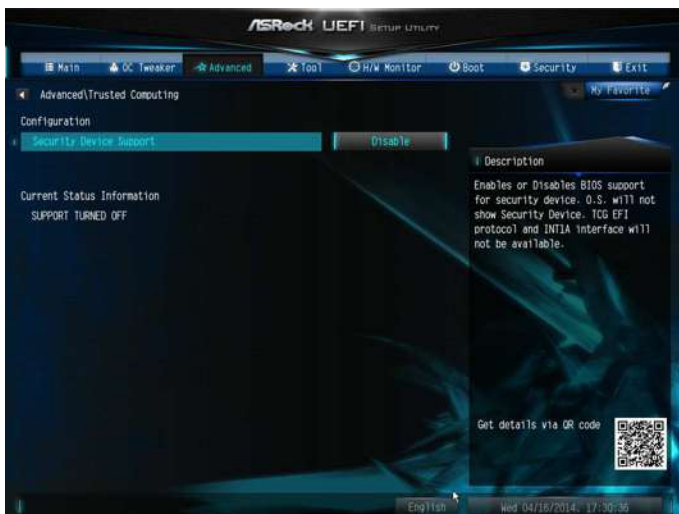 ASRock UEFI SETUP UTILITY
Main OC Tweaker Advanced Tool H/W Monitor Boot Security Exit
My Favorite
Advanced\Trusted Computing
Configuration
Security Device Support Disable
Description
Enables or Disables BIOS support
for security device. O.S. will not
show Security Device. TCG EFI
protocol and INT1A interface will
not be available.
Current Status Information
SUPPORT TURNED OFF
Get details via QR code
English Wed 04/16/2014, 17:30:36